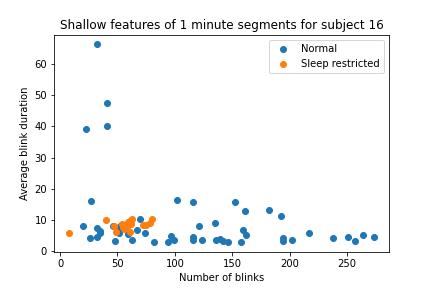 Shallow features of 1 minute segments for subject 16
Normal
Sleep restricted
Average blink duration
60
50
40
30
20
10
0
0
50
100
150
200
250
Number of blinks